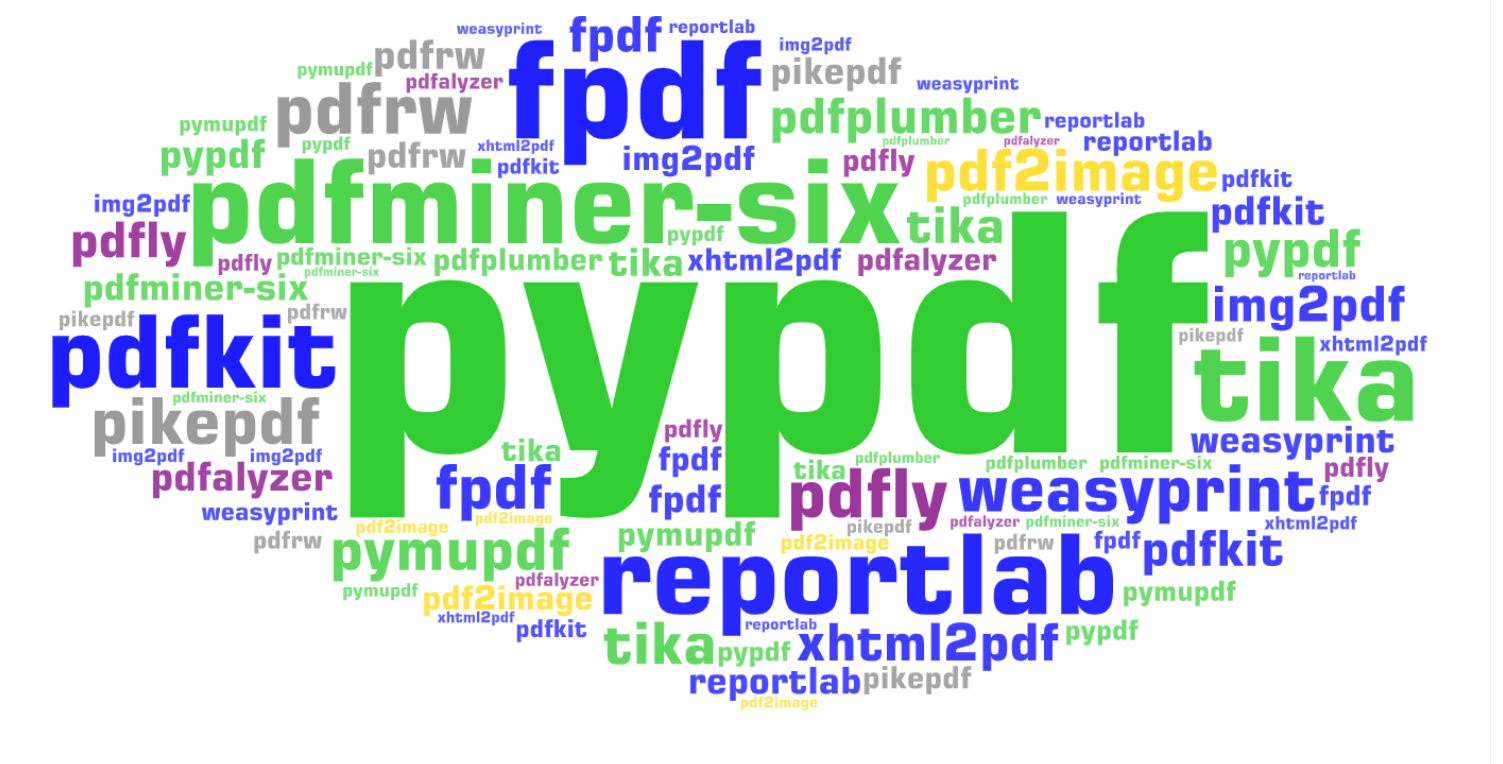 weasyprint fpdf reportlab
pdfrw img2pdf
pymupdf pdfalyzer fpdf pikepdf weasyprint
pdfrw pdfplumber reportlab
pymupdf pypdf xhtml2pdf pdfplumber pdfalyzer reportlab
pypdf pdfrw pdfkit img2pdf pdfly pdf2image pdfkit
img2pdf pdfminer-six pdfplumber weasyprint pdfkit
pdfly pypdf tika pypdf
pdfly pdfminer-six pdfplumber tika xhtml2pdf pdfalyzer
pdfminer-six reportlab
pdfminer-six pdfrw img2pdf
pikepdf pypdf pikepdf xhtml2pdf
pdfkit tika
pdfminer-six
pikepdf pdfly weasyprint
img2pdf img2pdf tika fpdf pdfplumber pdfplumber pdfminer-six pdfly
pdfalyzer fpdf tika pdfly weasyprint fpdf
weasyprint fpdf
pdf2image pdf2image pikepdf pdfalyzer pdfminer-six xhtml2pdf
pdfrw pymupdf pymupdf pdf2image pdfrw fpdf pdfkit
pymupdf pdfalyzer reportlab pymupdf
pdf2image
xhtml2pdf pdfkit reportlab pypdf
tika pypdf xhtml2pdf
reportlab pikepdf
pdf2image